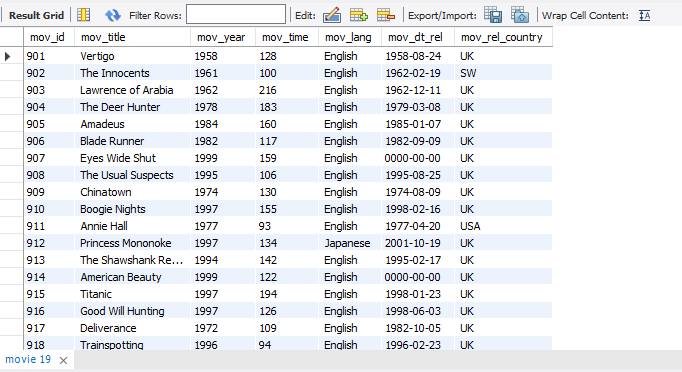 Result Grid Filter Rows: Edit: Export/Import: Wrap Cell Content: IA
mov_id mov_title mov_year mov_time mov_lang mov_dt_rel mov_rel_country
901 Vertigo 1958 128 English 1958-08-24 UK
902 The Innocents 1961 100 English 1962-02-19 SW
903 Lawrence of Arabia 1962 216 English 1962-12-11 UK
904 The Deer Hunter 1978 183 English 1979-03-08 UK
905 Amadeus 1984 160 English 1985-01-07 UK
906 Blade Runner 1982 117 English 1982-09-09 UK
907 Eyes Wide Shut 1999 159 English 0000-00-00 UK
908 The Usual Suspects 1995 106 English 1995-08-25 UK
909 Chinatown 1974 130 English 1974-08-09 UK
910 Boogie Nights 1997 155 English 1998-02-16 UK
911 Annie Hall 1977 93 English 1977-04-20 USA
912 Princess Mononoke 1997 134 Japanese 2001-10-19 UK
913 The Shawshank Re... 1994 142 English 1995-02-17 UK
914 American Beauty 1999 122 English 0000-00-00 UK
915 Titanic 1997 194 English 1998-01-23 UK
916 Good Will Hunting 1997 126 English 1998-06-03 UK
917 Deliverance 1972 109 English 1982-10-05 UK
918 Trainspotting 1996 94 English 1996-02-23 UK
movie 19